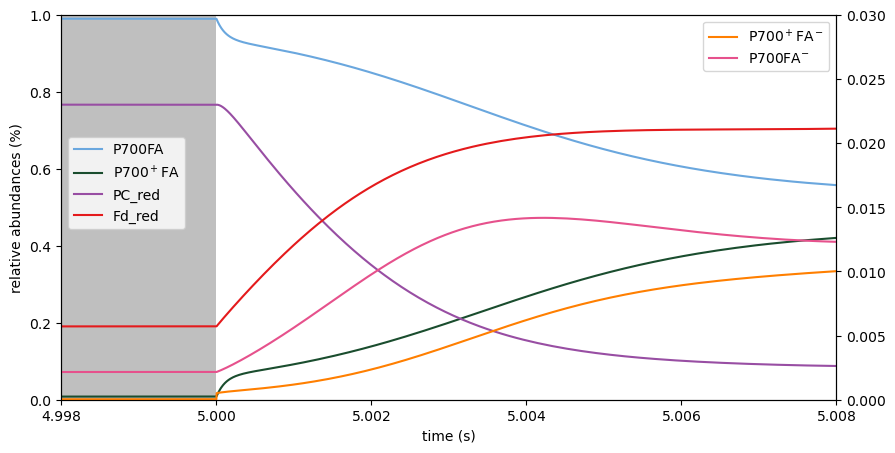 1.0
0.8
0.6
0.4
0.2
0.0
relative abundances (%)
P700FA
P700⁺FA
PC_red
Fd_red
P700⁺FA⁻
P700FA⁻
0.030
0.025
0.020
0.015
0.010
0.005
0.000
4.998 5.000 5.002 5.004 5.006 5.008
time (s)